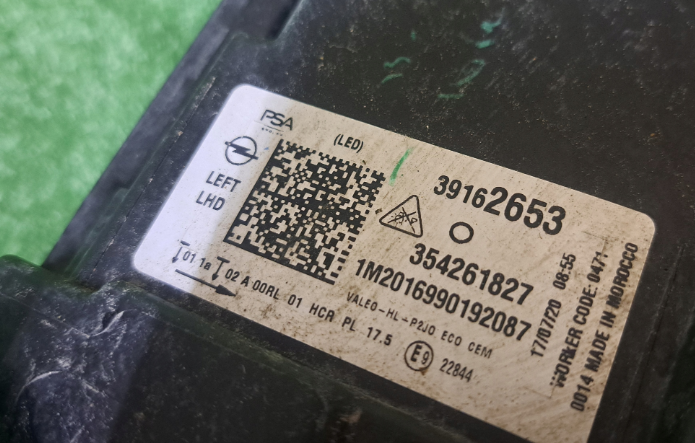 PSA
(LED)
LEFT
LHD
39162653
354261827
1M2016990192087
VALEO-HL-P2JO ECO CEM
01 1a 02 A 00RL 01 HCR PL 17.5
E9 22844
17/07/20 08:55
WORKER CODE: 0471
0014 MADE IN MOROCCO